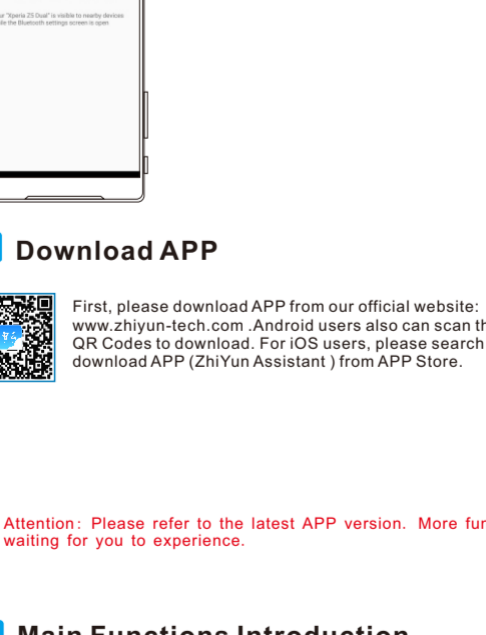 ur "Xperia Z5 Dual" is visible to nearby devices
ile the Bluetooth settings screen is open
Download APP
First, please download APP from our official website:
www.zhiyun-tech.com .Android users also can scan th
QR Codes to download. For iOS users, please search
download APP (ZhiYun Assistant ) from APP Store.
Attention: Please refer to the latest APP version. More fun
waiting for you to experience.
Main Functions Introduction